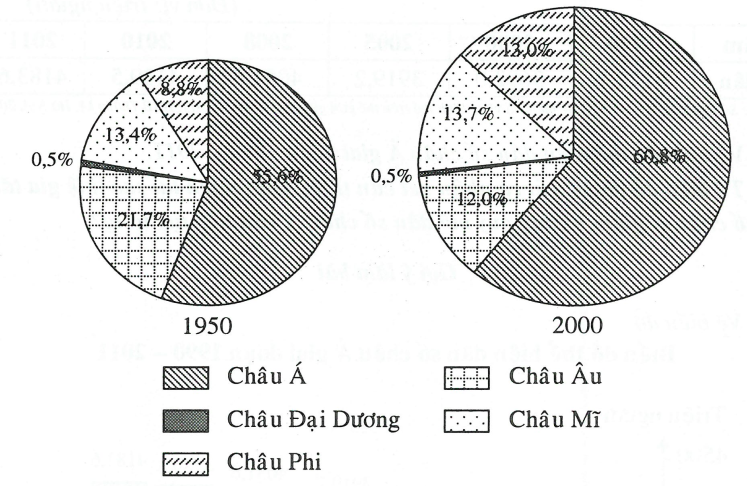 8,8%
13,4%
0,5%
21,7%
55,6%
1950
13,0%
13,7%
0,5%
12,0%
60,8%
2000
Châu Á
Châu Âu
Châu Đại Dương
Châu Mĩ
Châu Phi